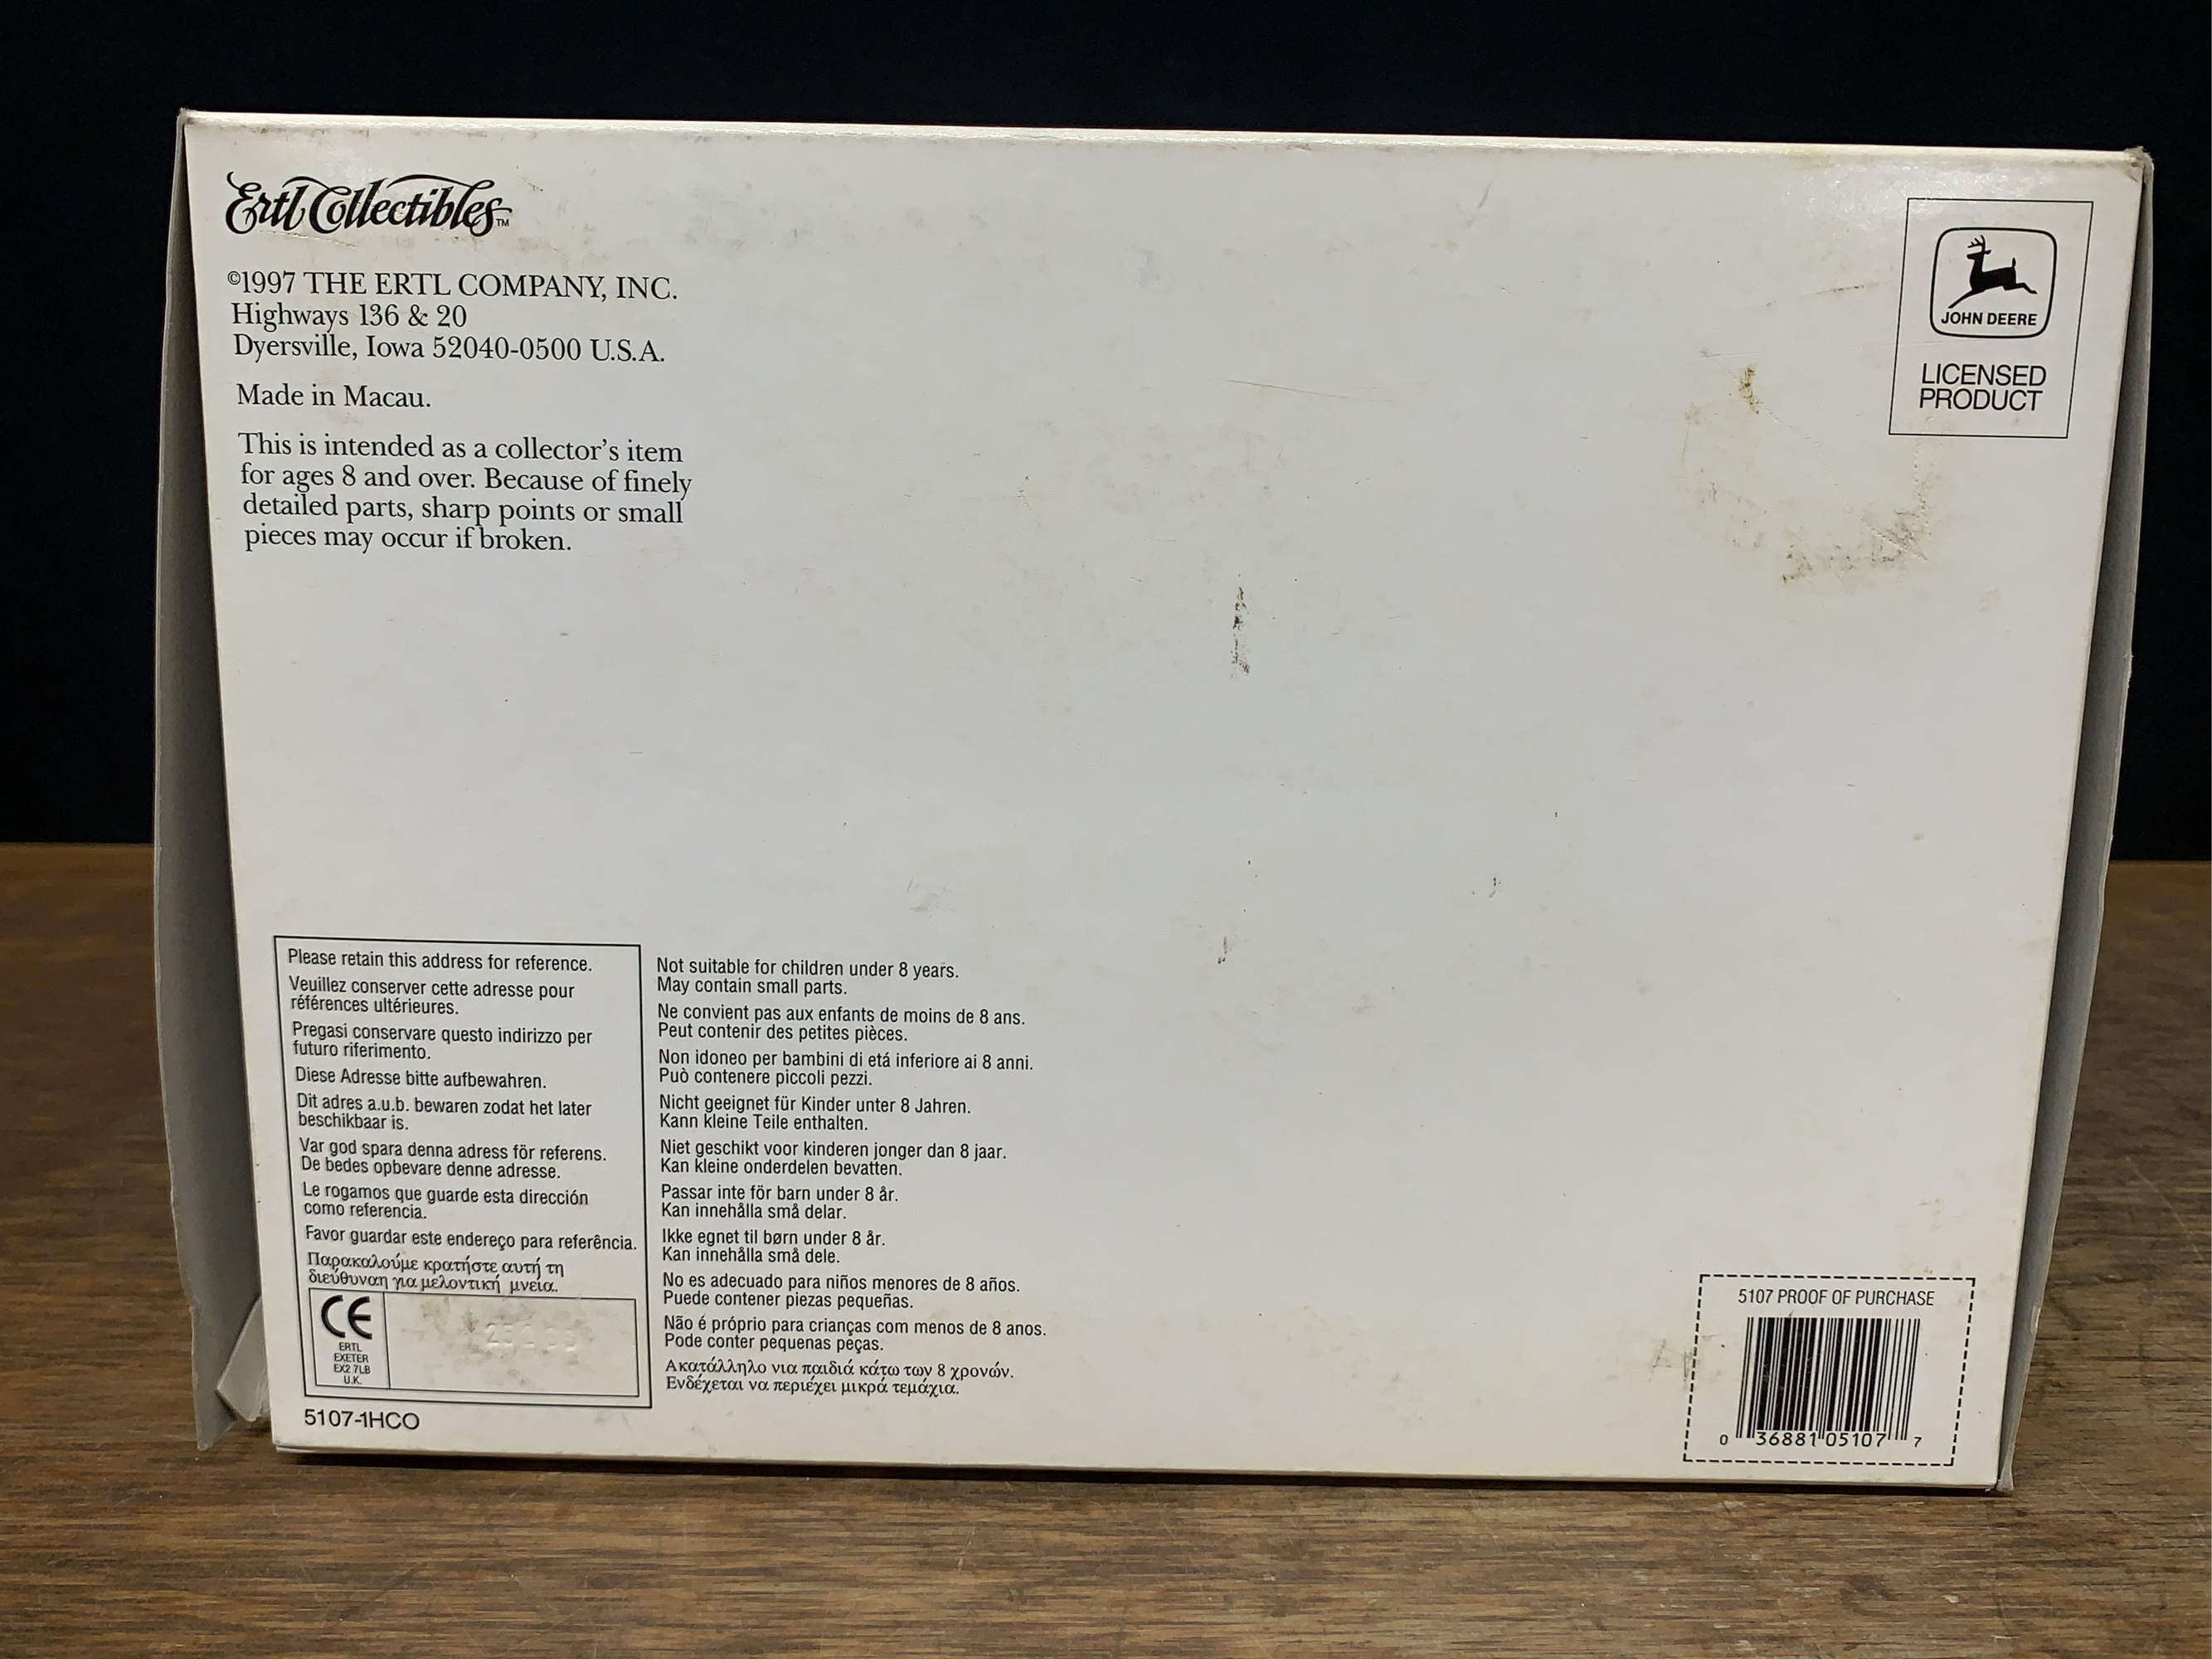 Ertl Collectibles™
©1997 THE ERTL COMPANY, INC.
Highways 136 & 20
Dyersville, Iowa 52040-0500 U.S.A.
Made in Macau.
This is intended as a collector's item
for ages 8 and over. Because of finely
detailed parts, sharp points or small
pieces may occur if broken.
JOHN DEERE
LICENSED
PRODUCT
Please retain this address for reference.
Veuillez conserver cette adresse pour
références ultérieures.
Pregasi conservare questo indirizzo per
futuro riferimento.
Diese Adresse bitte aufbewahren.
Dit adres a.u.b. bewaren zodat het later
beschikbaar is.
Var god spara denna adress för referens.
De bedes opbevare denne adresse.
Le rogamos que guarde esta dirección
como referencia.
Favor guardar este endereço para referência.
Παρακαλούμε κρατήστε αυτή τη
διεύθυναη για μελοντική μνεία..
CE
ERTL
EXETER
EX2 7LB
U.K.
5107-1HCO
Not suitable for children under 8 years.
May contain small parts.
Ne convient pas aux enfants de moins de 8 ans.
Peut contenir des petites pièces.
Non idoneo per bambini di etá inferiore ai 8 anni.
Può contenere piccoli pezzi.
Nicht geeignet für Kinder unter 8 Jahren.
Kann kleine Teile enthalten.
Niet geschikt voor kinderen jonger dan 8 jaar.
Kan kleine onderdelen bevatten.
Passar inte för barn under 8 år.
Kan innehålla små delar.
Ikke egnet til børn under 8 år.
Kan innehålla små dele.
No es adecuado para niños menores de 8 años.
Puede contener piezas pequeñas.
Não é próprio para crianças com menos de 8 anos.
Pode conter pequenas peças.
Ακατάλληλο νια παιδιά κάτω των 8 χρονών.
Ενδέχεται να περιέχει μικρά τεμάχια.
5107 PROOF OF PURCHASE
0 36881 05107 7